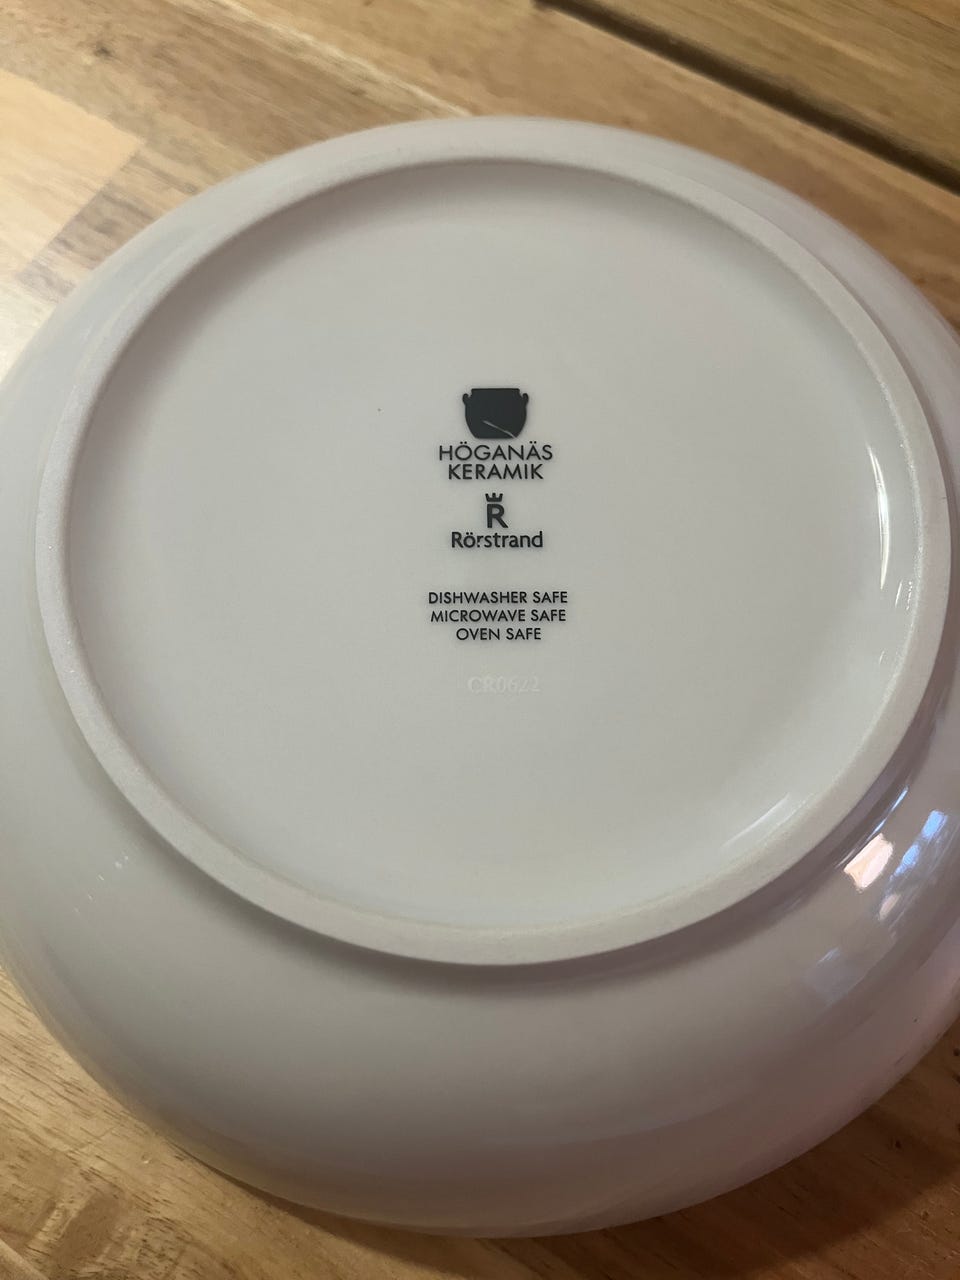 HÖGANÄS
KERAMIK
R
Rörstrand
DISHWASHER SAFE
MICROWAVE SAFE
OVEN SAFE
CR0622